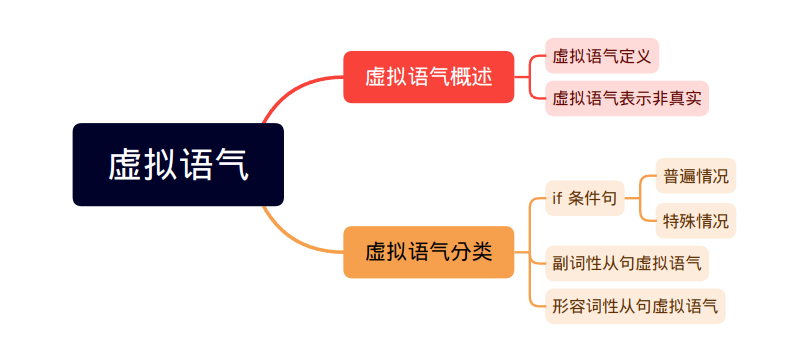 虚拟语气
虚拟语气概述
虚拟语气定义
虚拟语气表示非真实
虚拟语气分类
if 条件句
普遍情况
特殊情况
副词性从句虚拟语气
形容词性从句虚拟语气